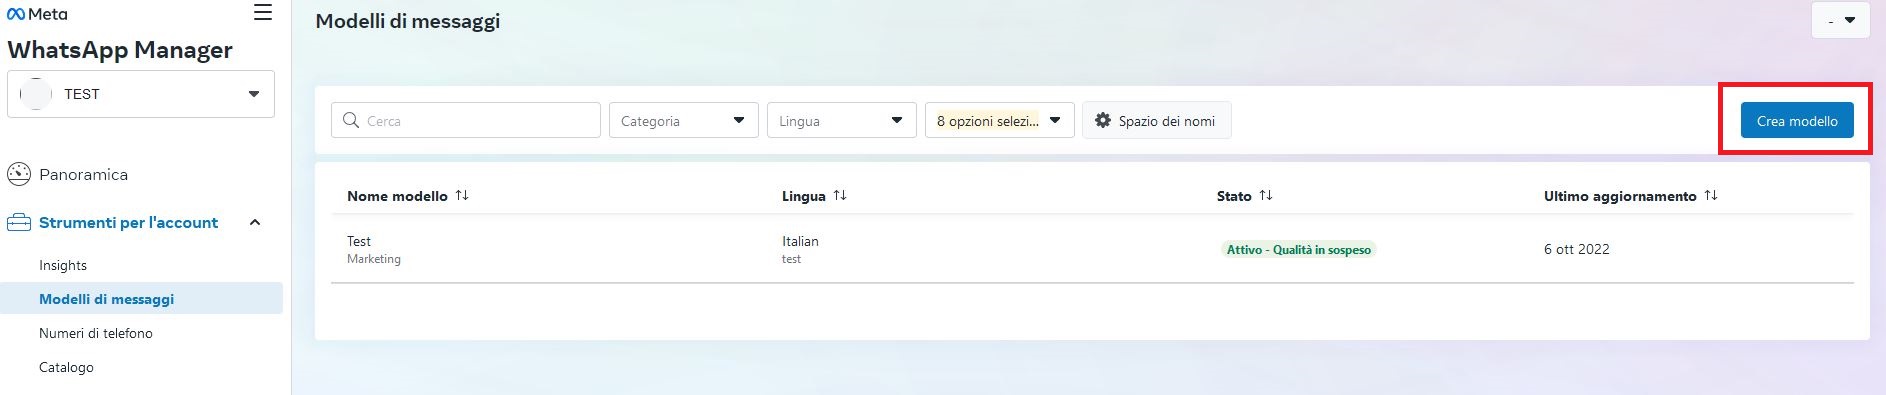 Meta
WhatsApp Manager
TEST
Panoramica
Strumenti per l'account
Insights
Modelli di messaggi
Numeri di telefono
Catalogo
Modelli di messaggi
-
Cerca
Categoria
Lingua
8 opzioni selezi...
Spazio dei nomi
Crea modello
Nome modello Lingua Stato Ultimo aggiornamento
Test Italian Attivo - Qualità in sospeso 6 ott 2022
Marketing test